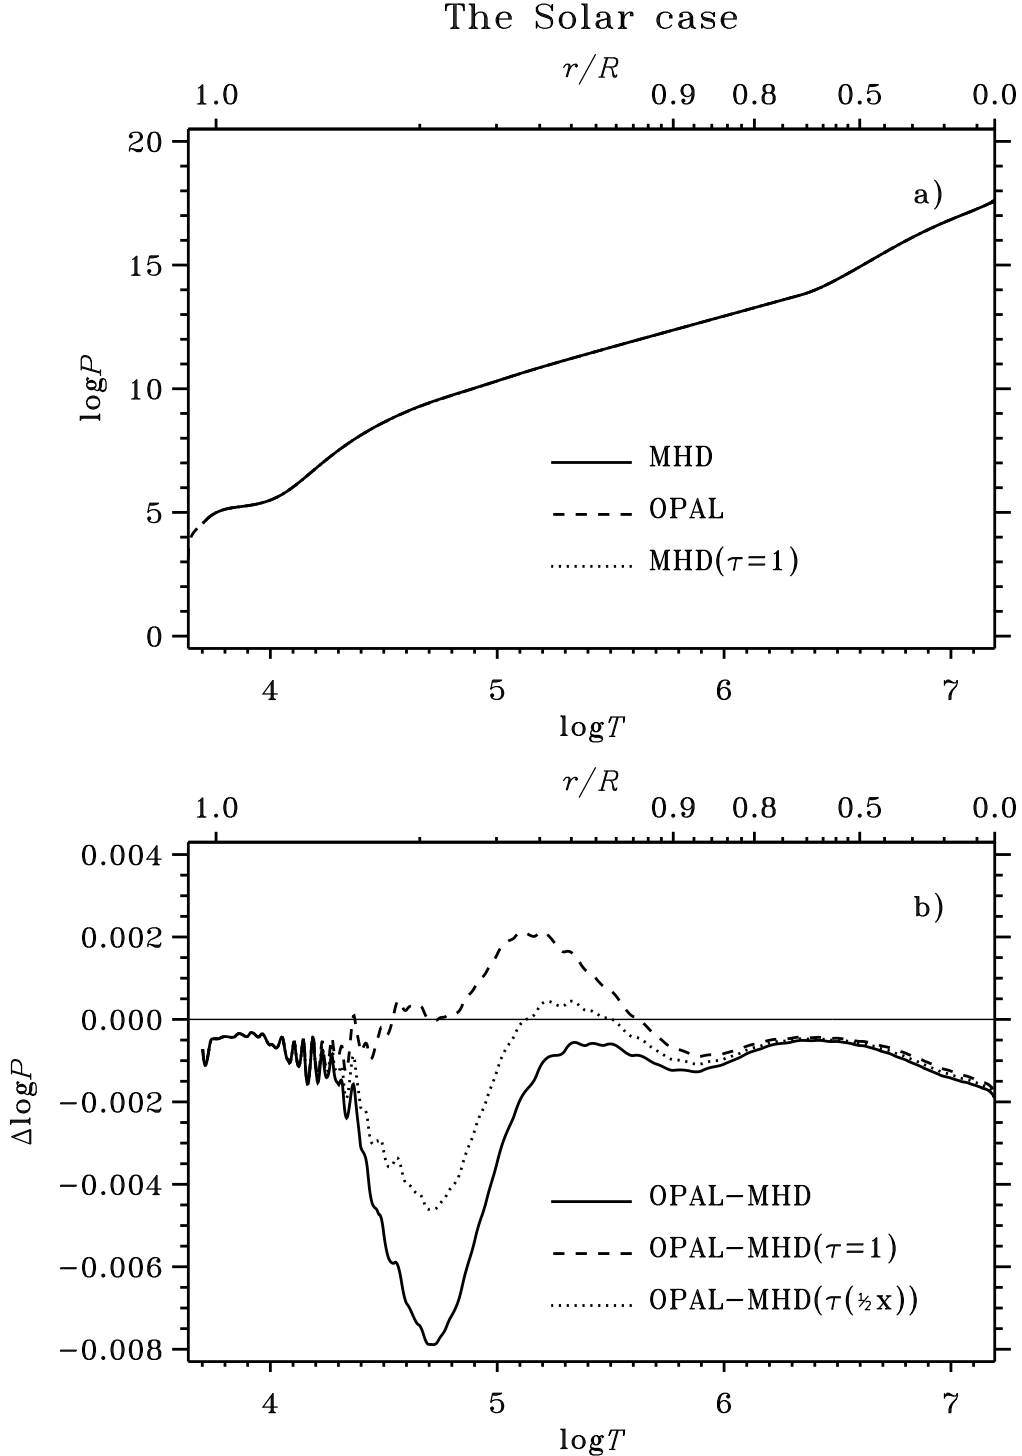 The Solar case
r/R
1.0 0.9 0.8 0.5 0.0
20
a)
15
logP
10
MHD
5 OPAL
MHD(τ=1)
0
4 5 6 7
logT
r/R
1.0 0.9 0.8 0.5 0.0
0.004
b)
0.002
0.000
ΔlogP
−0.002
−0.004 OPAL−MHD
OPAL−MHD(τ=1)
−0.006
OPAL−MHD(τ(½x))
−0.008
4 5 6 7
logT